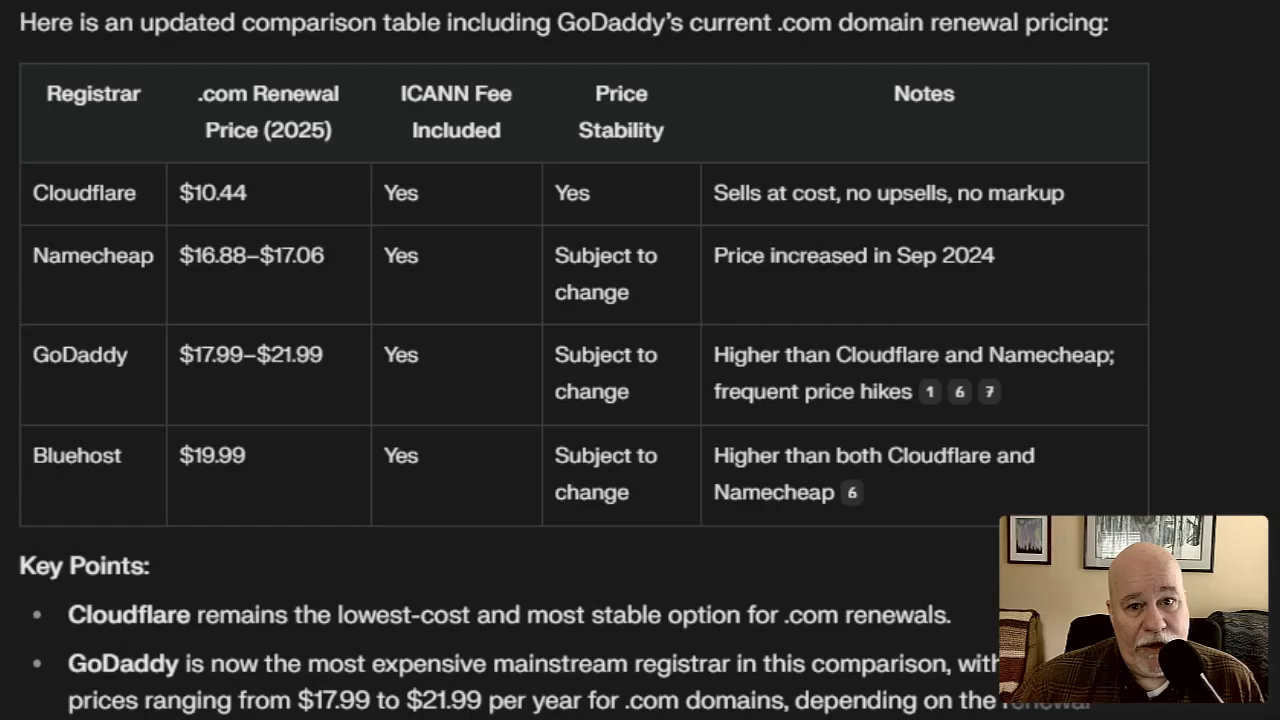 Here is an updated comparison table including GoDaddy's current .com domain renewal pricing:
Registrar .com Renewal Price (2025) ICANN Fee Included Price Stability Notes
Cloudflare $10.44 Yes Yes Sells at cost, no upsells, no markup
Namecheap $16.88–$17.06 Yes Subject to change Price increased in Sep 2024
GoDaddy $17.99–$21.99 Yes Subject to change Higher than Cloudflare and Namecheap; frequent price hikes 1 6 7
Bluehost $19.99 Yes Subject to change Higher than both Cloudflare and Namecheap 6
Key Points:
• Cloudflare remains the lowest-cost and most stable option for .com renewals.
• GoDaddy is now the most expensive mainstream registrar in this comparison, with
prices ranging from $17.99 to $21.99 per year for .com domains, depending on the renewal